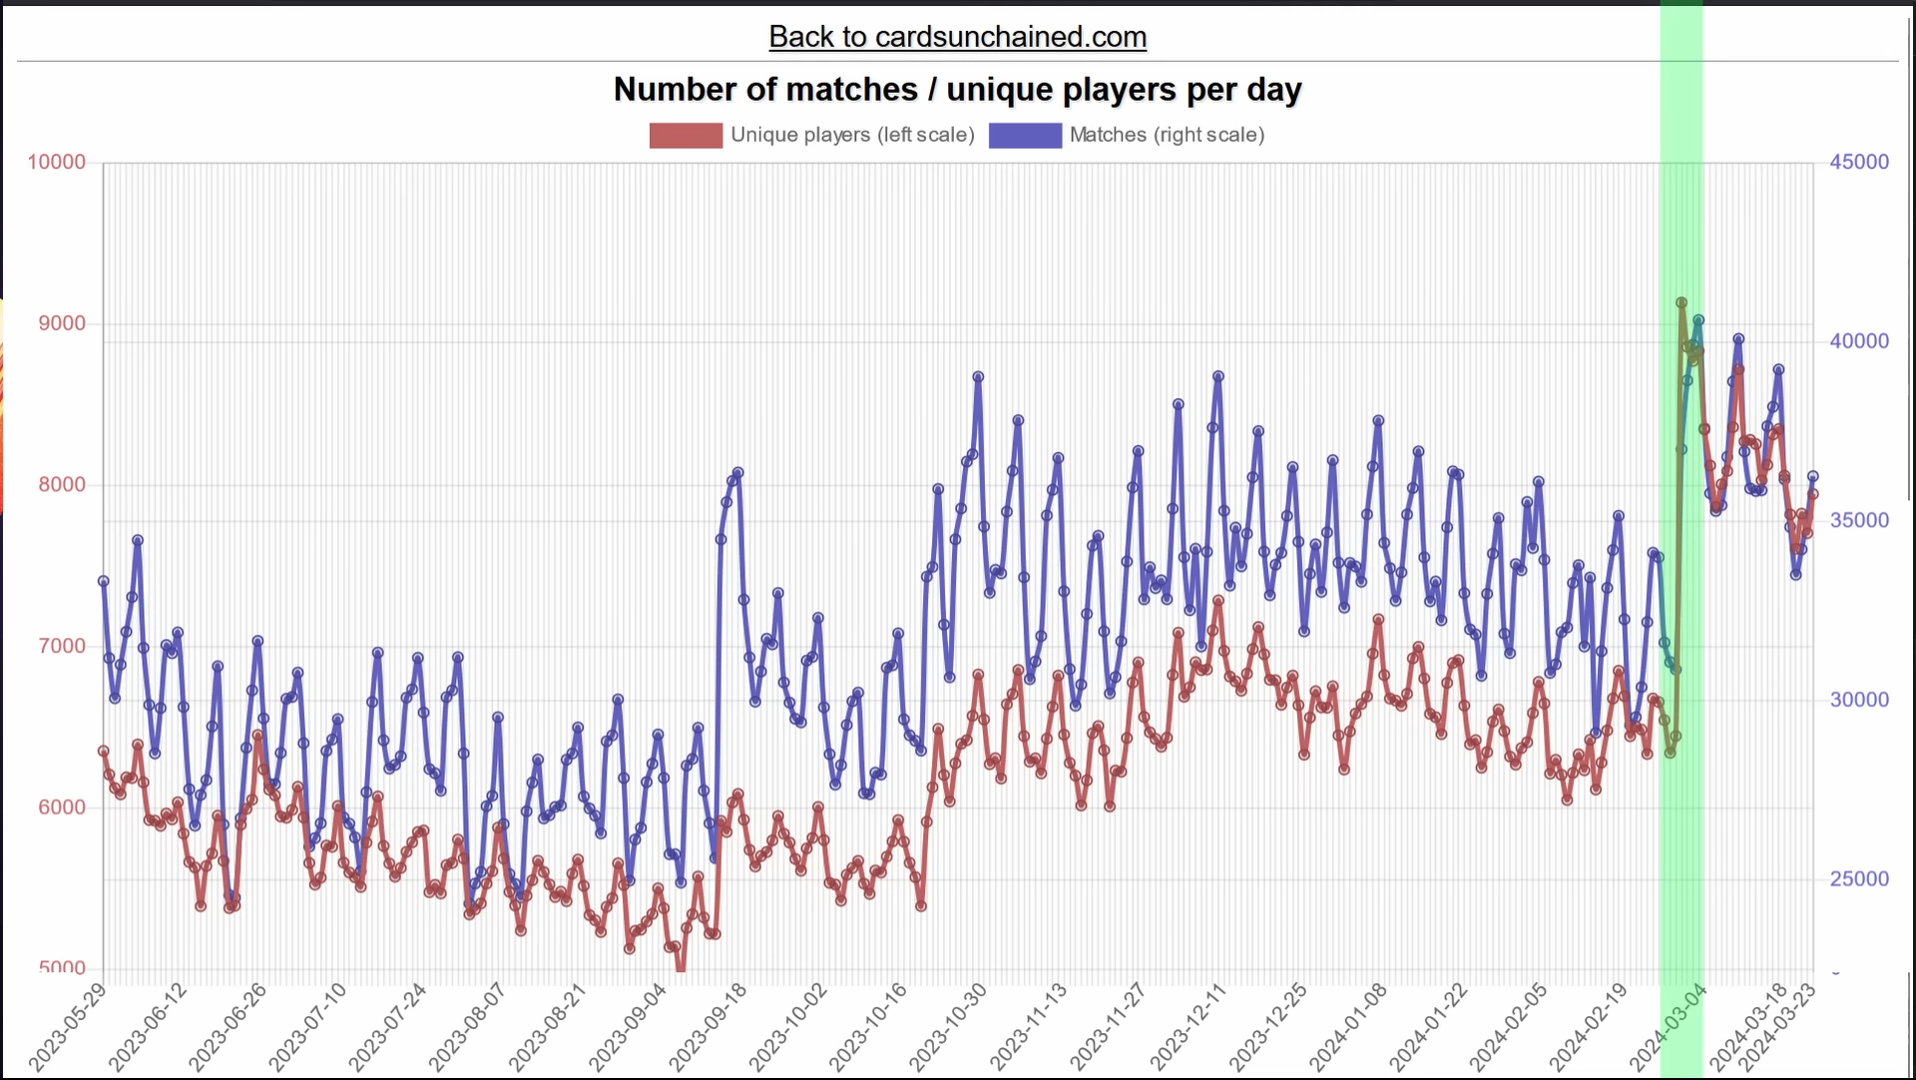 Back to cardsunchained.com
Number of matches / unique players per day
Unique players (left scale) Matches (right scale)
10000 45000
9000
40000
8000
35000
7000
30000
6000
25000
5000
2023-05-29 2023-06-12 2023-06-26 2023-07-10 2023-07-24 2023-08-07 2023-08-21 2023-09-04 2023-09-18 2023-10-02 2023-10-16 2023-10-30 2023-11-13 2023-11-27 2023-12-11 2023-12-25 2024-01-08 2024-01-22 2024-02-05 2024-02-19 2024-03-04 2024-03-18 2024-03-23